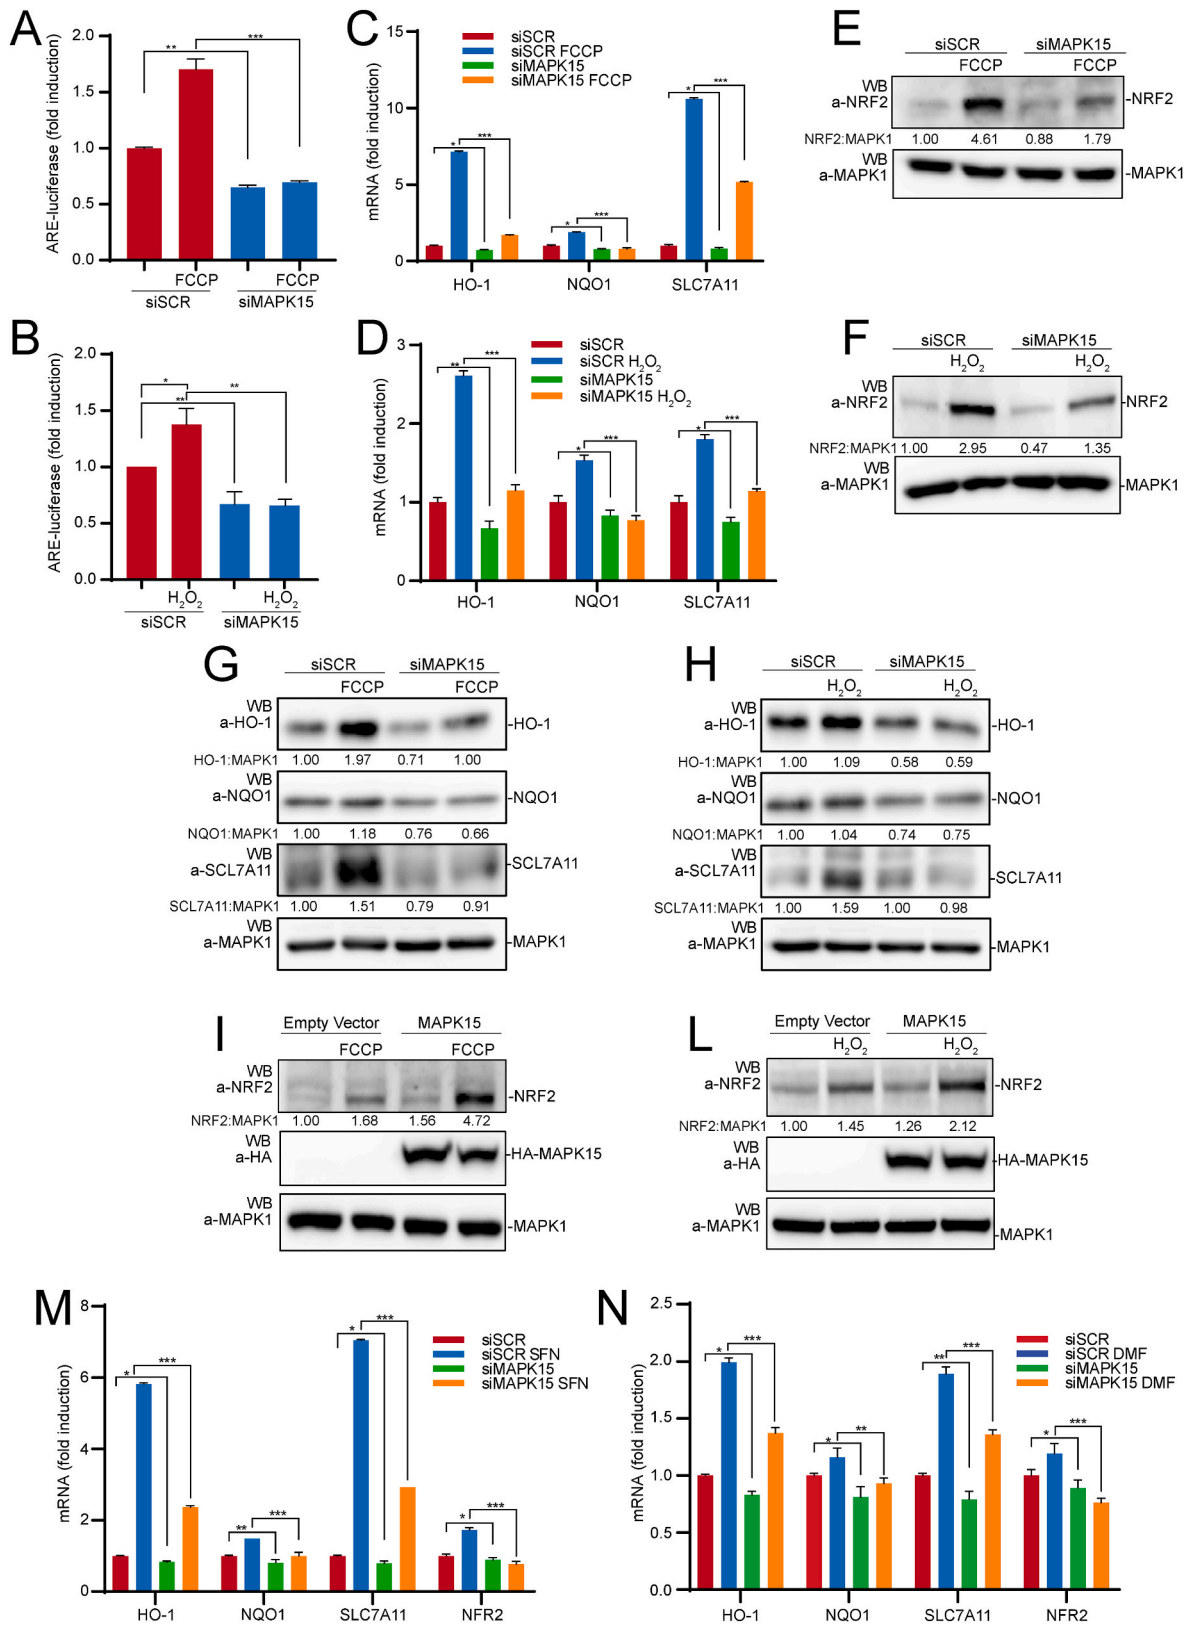 A
ARE-luciferase (fold induction)
2.0
1.5
1.0
0.5
0.0
** ***
FCCP FCCP
siSCR siMAPK15
B
ARE-luciferase (fold induction)
2.0
1.5
1.0
0.5
0.0
* ** **
H2O2 H2O2
siSCR siMAPK15
C
mRNA (fold induction)
15
10
5
0
siSCR
siSCR FCCP
siMAPK15
siMAPK15 FCCP
* *** * *** * ***
HO-1 NQO1 SLC7A11
D
mRNA (fold induction)
3
2
1
0
siSCR
siSCR H2O2
siMAPK15
siMAPK15 H2O2
** *** * *** * ***
HO-1 NQO1 SLC7A11
E
siSCR siMAPK15
FCCP FCCP
WB
a-NRF2 -NRF2
NRF2:MAPK1 1.00 4.61 0.88 1.79
WB
a-MAPK1 -MAPK1
F
siSCR siMAPK15
H2O2 H2O2
WB
a-NRF2 -NRF2
NRF2:MAPK1 1.00 2.95 0.47 1.35
WB
a-MAPK1 -MAPK1
G
siSCR siMAPK15
FCCP FCCP
WB
a-HO-1 -HO-1
HO-1:MAPK1 1.00 1.97 0.71 1.00
WB
a-NQO1 -NQO1
NQO1:MAPK1 1.00 1.18 0.76 0.66
WB
a-SCL7A11 -SCL7A11
SCL7A11:MAPK1 1.00 1.51 0.79 0.91
WB
a-MAPK1 -MAPK1
H
siSCR siMAPK15
H2O2 H2O2
WB
a-HO-1 -HO-1
HO-1:MAPK1 1.00 1.09 0.58 0.59
WB
a-NQO1 -NQO1
NQO1:MAPK1 1.00 1.04 0.74 0.75
WB
a-SCL7A11 -SCL7A11
SCL7A11:MAPK1 1.00 1.59 1.00 0.98
WB
a-MAPK1 -MAPK1
I
Empty Vector MAPK15
FCCP FCCP
WB
a-NRF2 -NRF2
NRF2:MAPK1 1.00 1.68 1.56 4.72
WB
a-HA -HA-MAPK15
WB
a-MAPK1 -MAPK1
L
Empty Vector MAPK15
H2O2 H2O2
WB
a-NRF2 -NRF2
NRF2:MAPK1 1.00 1.45 1.26 2.12
WB
a-HA -HA-MAPK15
WB
a-MAPK1 -MAPK1
M
mRNA (fold induction)
8
6
4
2
0
siSCR
siSCR SFN
siMAPK15
siMAPK15 SFN
* *** ** *** * *** * ***
HO-1 NQO1 SLC7A11 NFR2
N
mRNA (fold induction)
2.5
2.0
1.5
1.0
0.5
0.0
siSCR
siSCR DMF
siMAPK15
siMAPK15 DMF
* *** * ** ** *** * ***
HO-1 NQO1 SLC7A11 NFR2